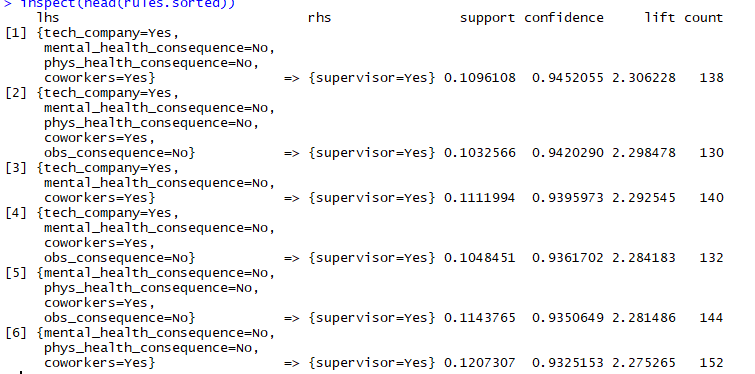 > inspect(head(rules.sorted))
lhs rhs support confidence lift count
[1] {tech_company=Yes,
mental_health_consequence=No,
phys_health_consequence=No,
coworkers=Yes} => {supervisor=Yes} 0.1096108 0.9452055 2.306228 138
[2] {tech_company=Yes,
mental_health_consequence=No,
phys_health_consequence=No,
coworkers=Yes,
obs_consequence=No} => {supervisor=Yes} 0.1032566 0.9420290 2.298478 130
[3] {tech_company=Yes,
mental_health_consequence=No,
coworkers=Yes} => {supervisor=Yes} 0.1111994 0.9395973 2.292545 140
[4] {tech_company=Yes,
mental_health_consequence=No,
coworkers=Yes,
obs_consequence=No} => {supervisor=Yes} 0.1048451 0.9361702 2.284183 132
[5] {mental_health_consequence=No,
phys_health_consequence=No,
coworkers=Yes,
obs_consequence=No} => {supervisor=Yes} 0.1143765 0.9350649 2.281486 144
[6] {mental_health_consequence=No,
phys_health_consequence=No,
coworkers=Yes} => {supervisor=Yes} 0.1207307 0.9325153 2.275265 152